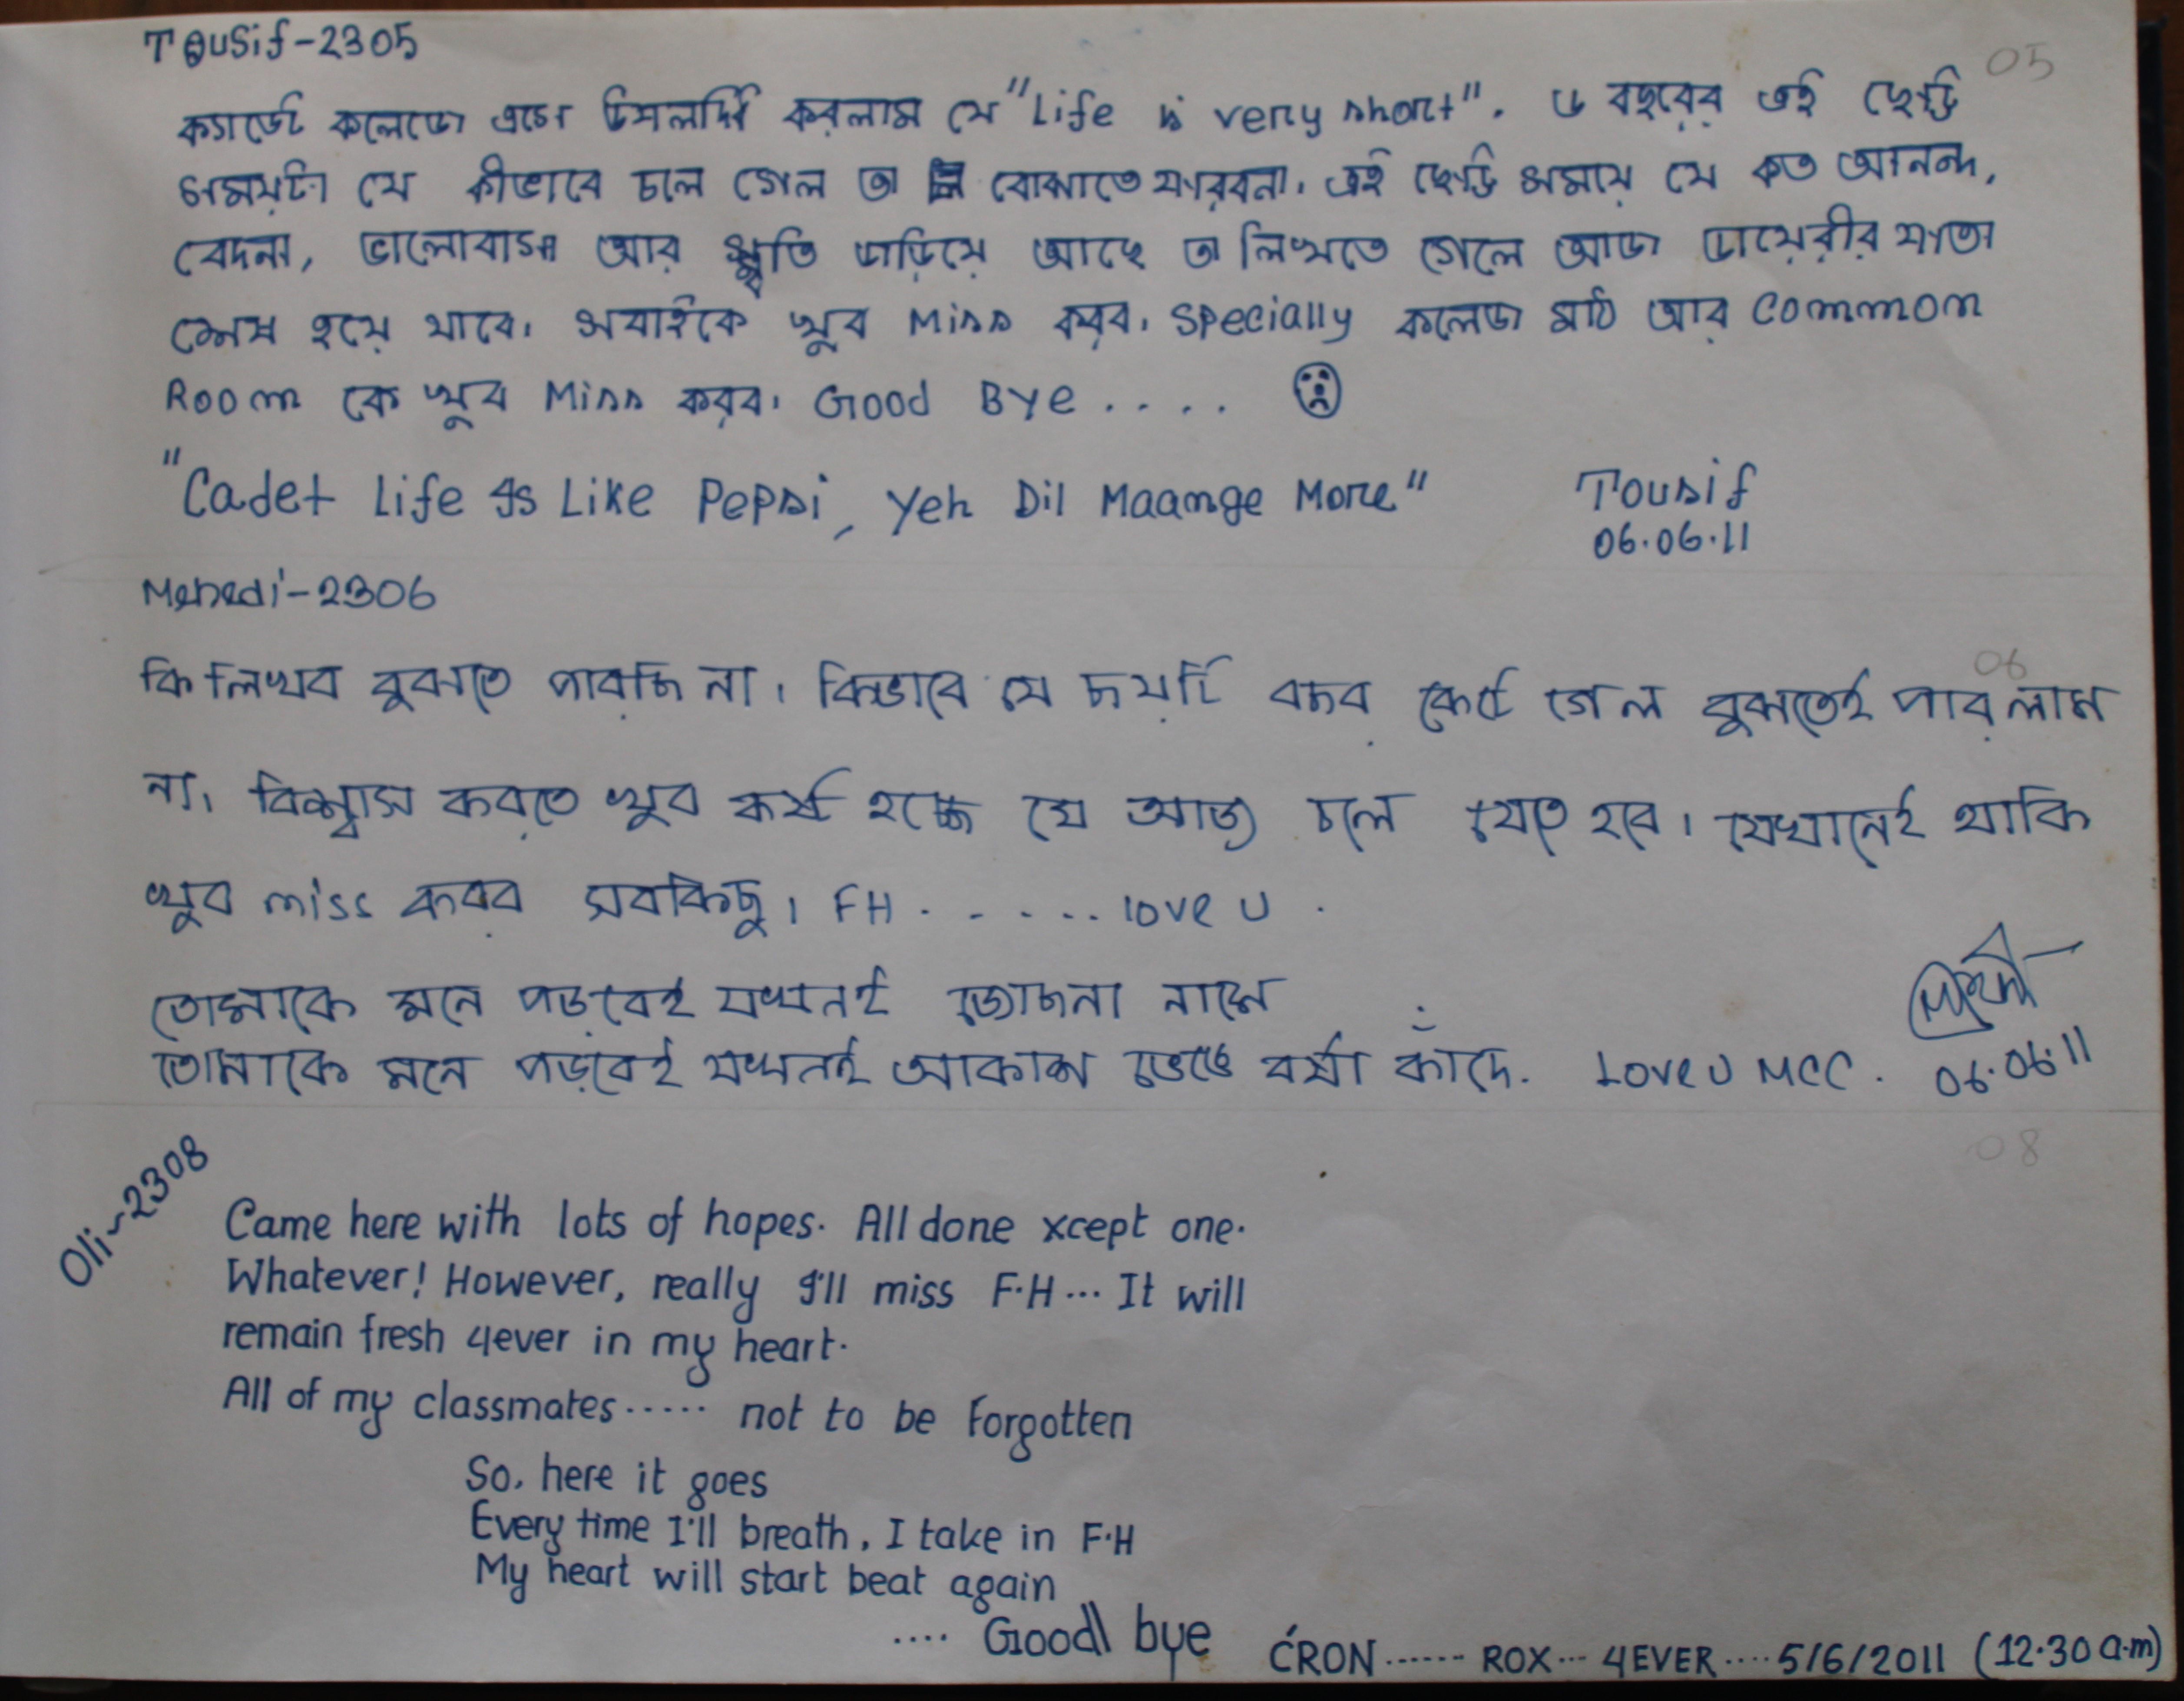 Tousif-2305
05
ক্যাডেট কলেজে এসে উপলব্ধি করলাম যে "Life is very short". ৬ বছরের এই ছোট্ট
সময়টা যে কীভাবে চলে গেল তা বোঝাতে পারবনা। এই ছোট্ট সময়ে যে কত আনন্দ,
বেদনা, ভালোবাসা আর স্মৃতি জড়িয়ে আছে তা লিখতে গেলে আজ ডায়েরীর পাতা
শেষ হয়ে যাবে। সবাইকে খুব Miss করব। Specially কলেজ মাঠ আর Common
Room কে খুব Miss করব। Good Bye ....
"Cadet Life Is Like Pepsi, Yeh Dil Maange More"
Tousif
06.06.11
Mehedi-2306
06
কি লিখব বুঝতে পারছি না। কিভাবে যে ছয়টি বছর কেটে গেল বুঝতেই পারলাম
না। বিশ্বাস করতে খুব কষ্ট হচ্ছে যে আজ চলে যেতে হবে। যেখানেই থাকি
খুব miss করব সবকিছু। FH ...... love U .
তোমাকে মনে পড়বেই যখনই জোছনা নামে
তোমাকে মনে পড়বেই যখনই আকাশ ভেঙে বর্ষা কাঁদে. Love U MCC.
06.06.11
08
Oli-2308
Came here with lots of hopes. All done xcept one.
Whatever! However, really I'll miss F.H... It will
remain fresh 4ever in my heart.
All of my classmates ..... not to be forgotten
So, here it goes
Every time I'll breath, I take in F.H
My heart will start beat again
.... Good bye
ĆRON ...... ROX ... 4EVER .... 5/6/2011 (12.30 a.m)